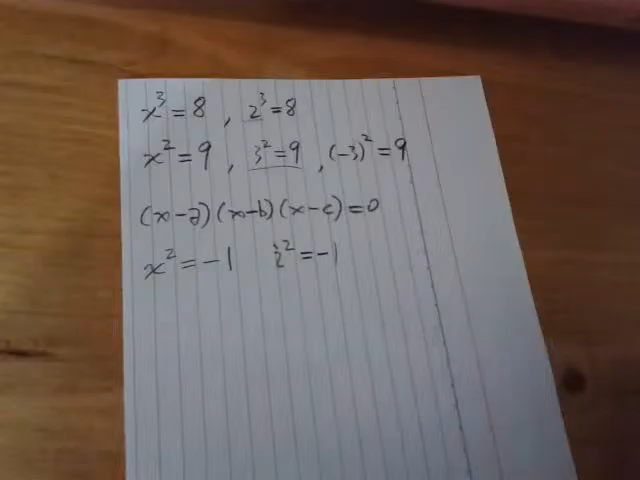 x³ = 8 , 2³ = 8
x² = 9 , 3² = 9 , (-3)² = 9
(x-a)(x-b)(x-c) = 0
x² = -1 i² = -1